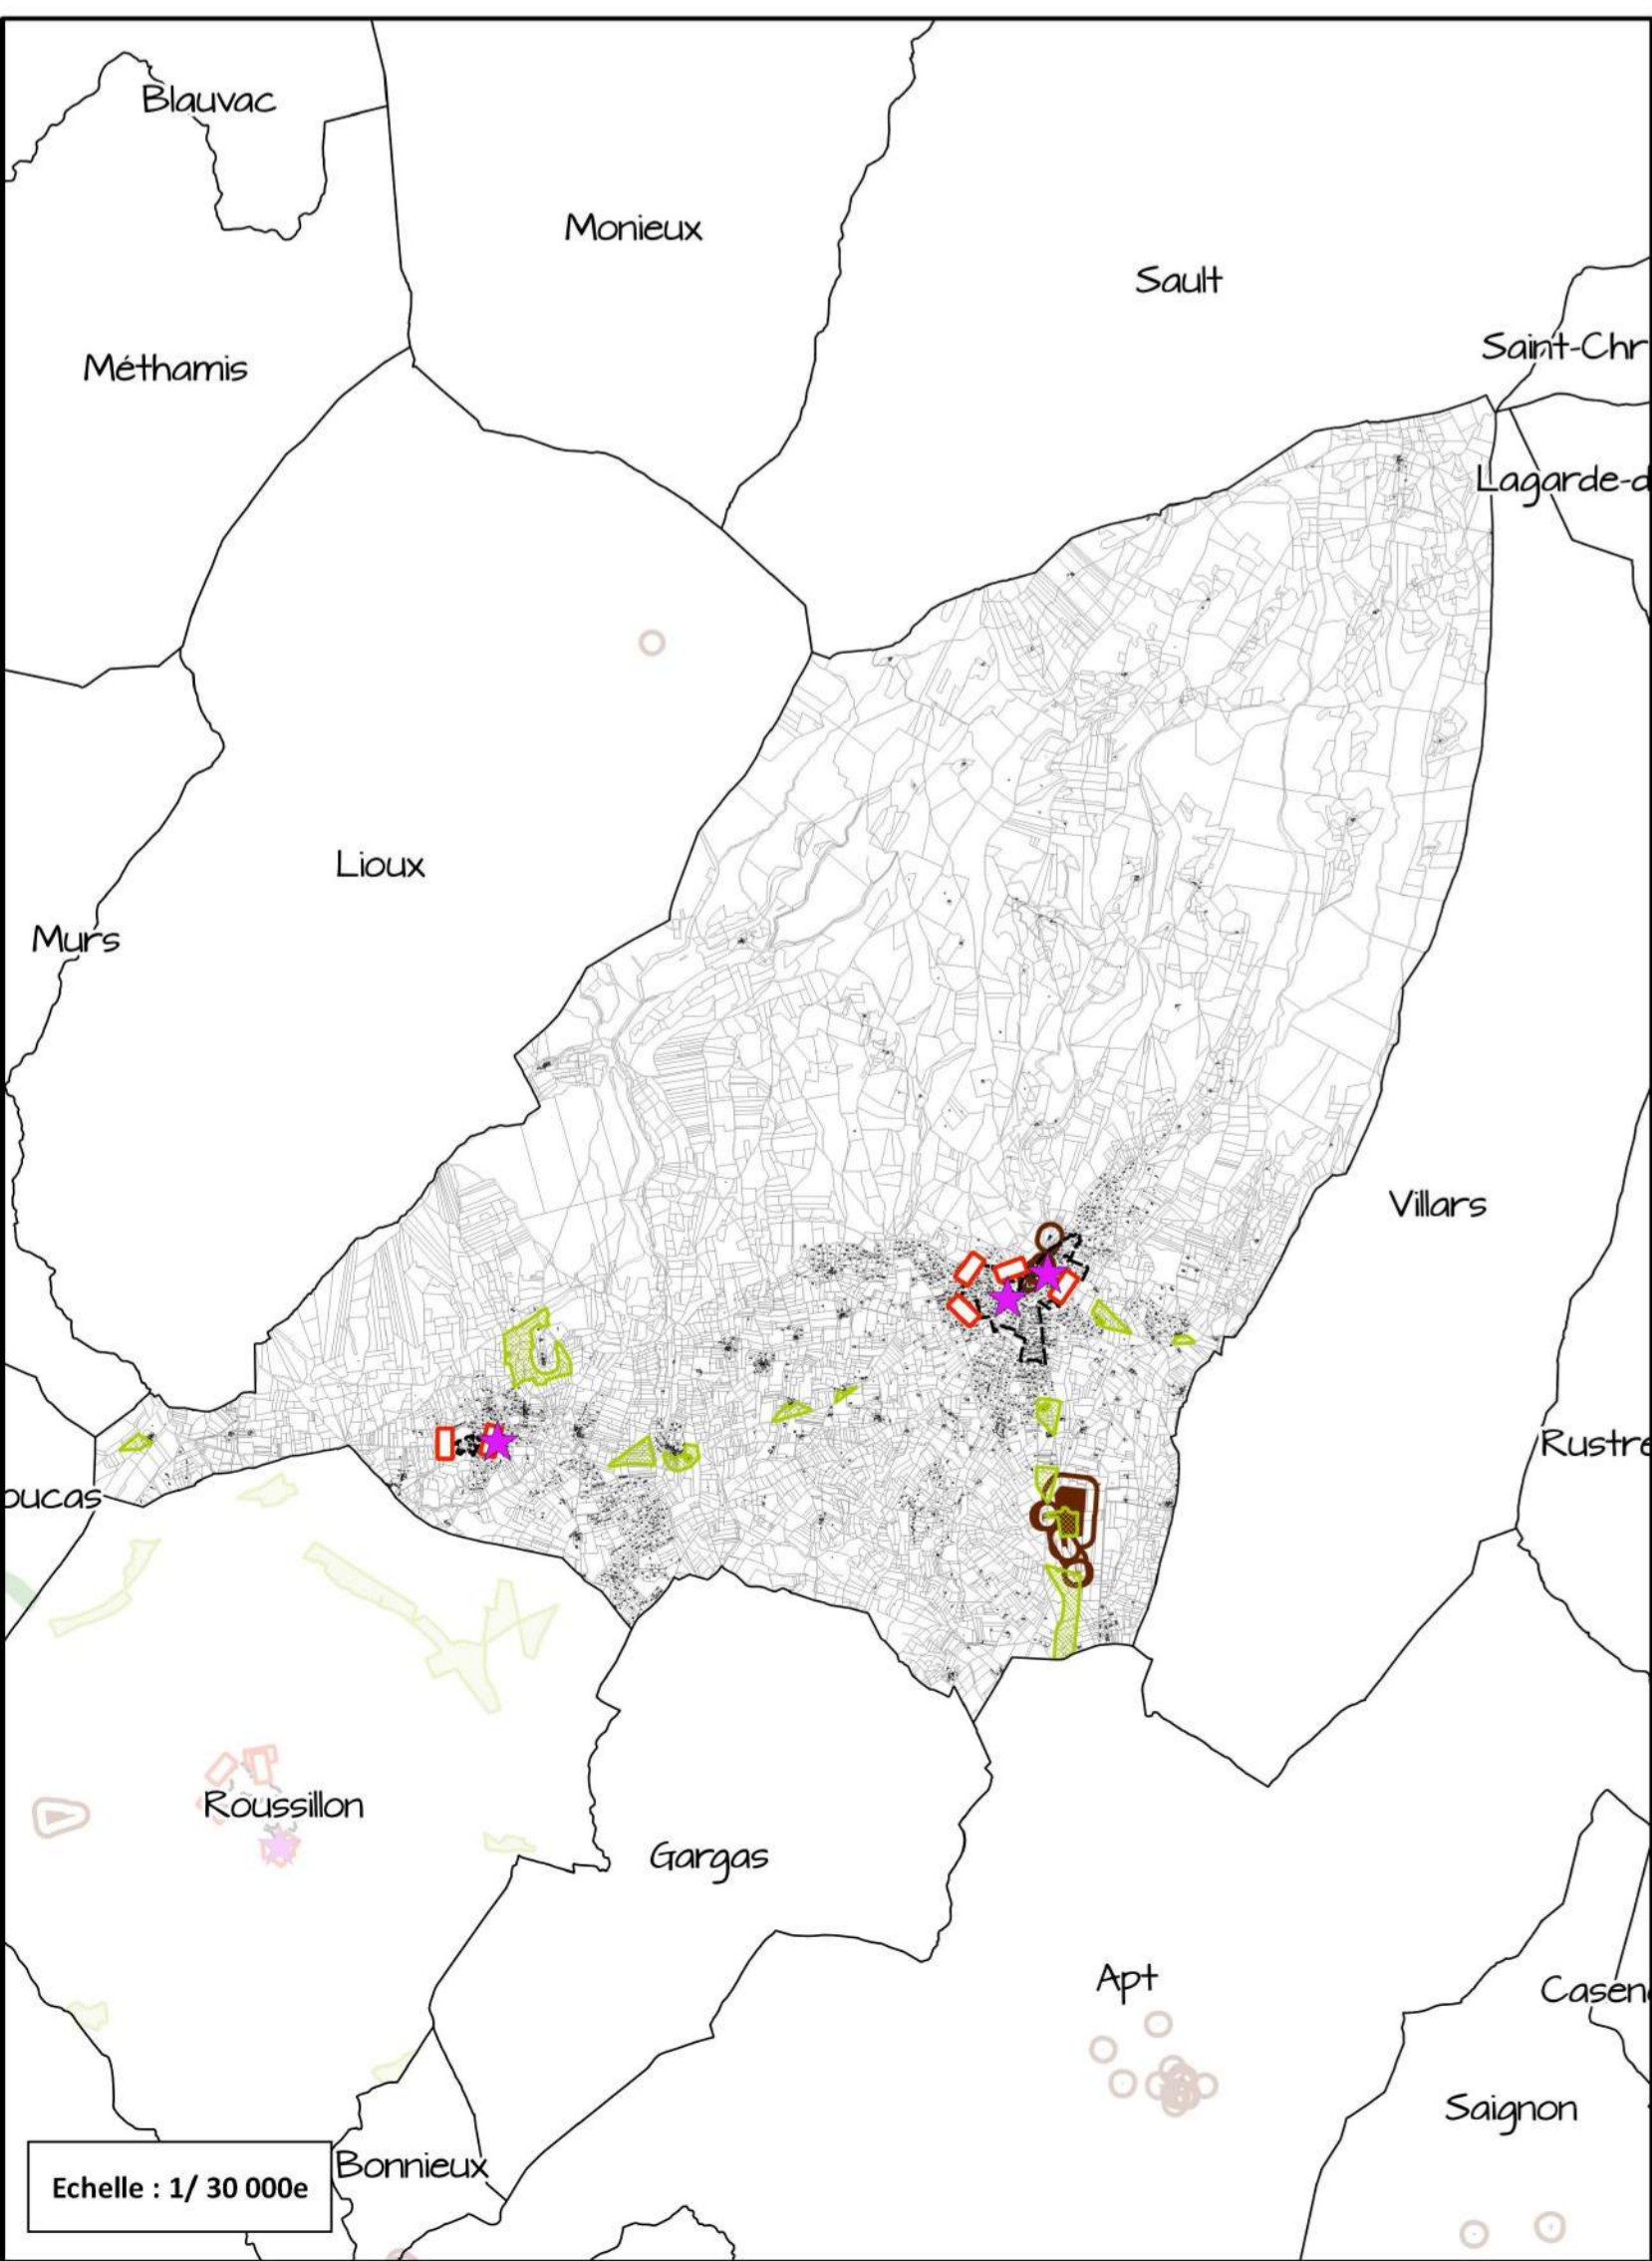 Blauvac
Monieux
Sault
Saint-Chr
Méthamis
Lagarde-d
Lioux
Murs
Villars
Rustre
oucas
Roussillon
Gargas
Apt
Casen
Saignon
Bonnieux
Echelle : 1/ 30 000e